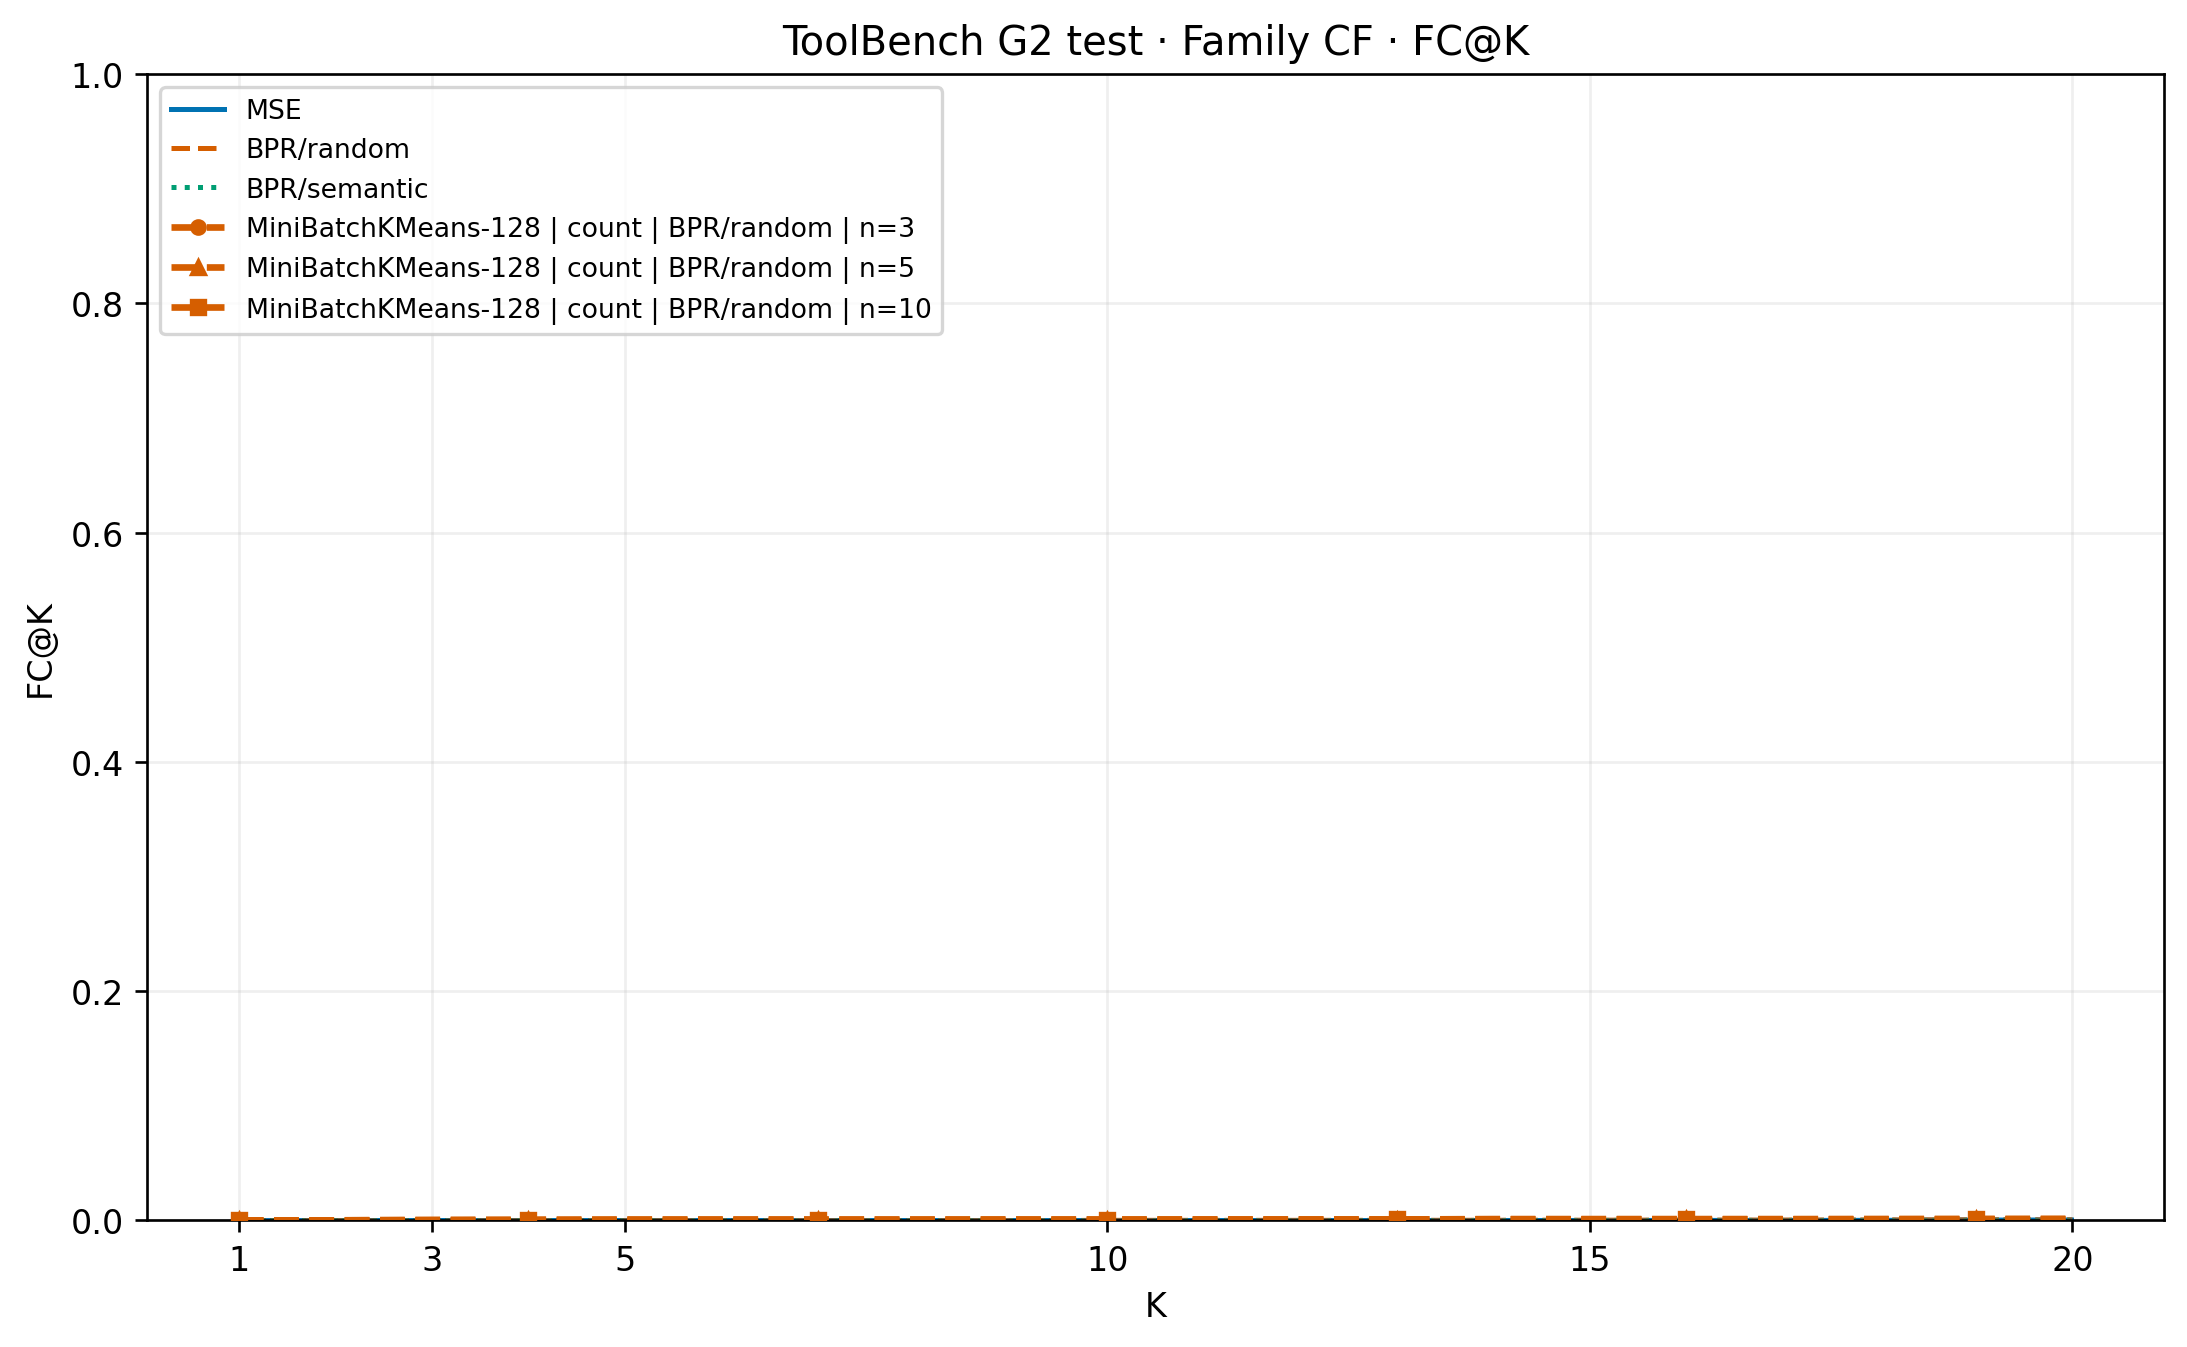 ToolBench G2 test · Family CF · FC@K
1.0
MSE
BPR/random
BPR/semantic
MiniBatchKMeans-128 | count | BPR/random | n=3
MiniBatchKMeans-128 | count | BPR/random | n=5
MiniBatchKMeans-128 | count | BPR/random | n=10
0.8
0.6
FC@K
0.4
0.2
0.0
1 3 5 10 15 20
K